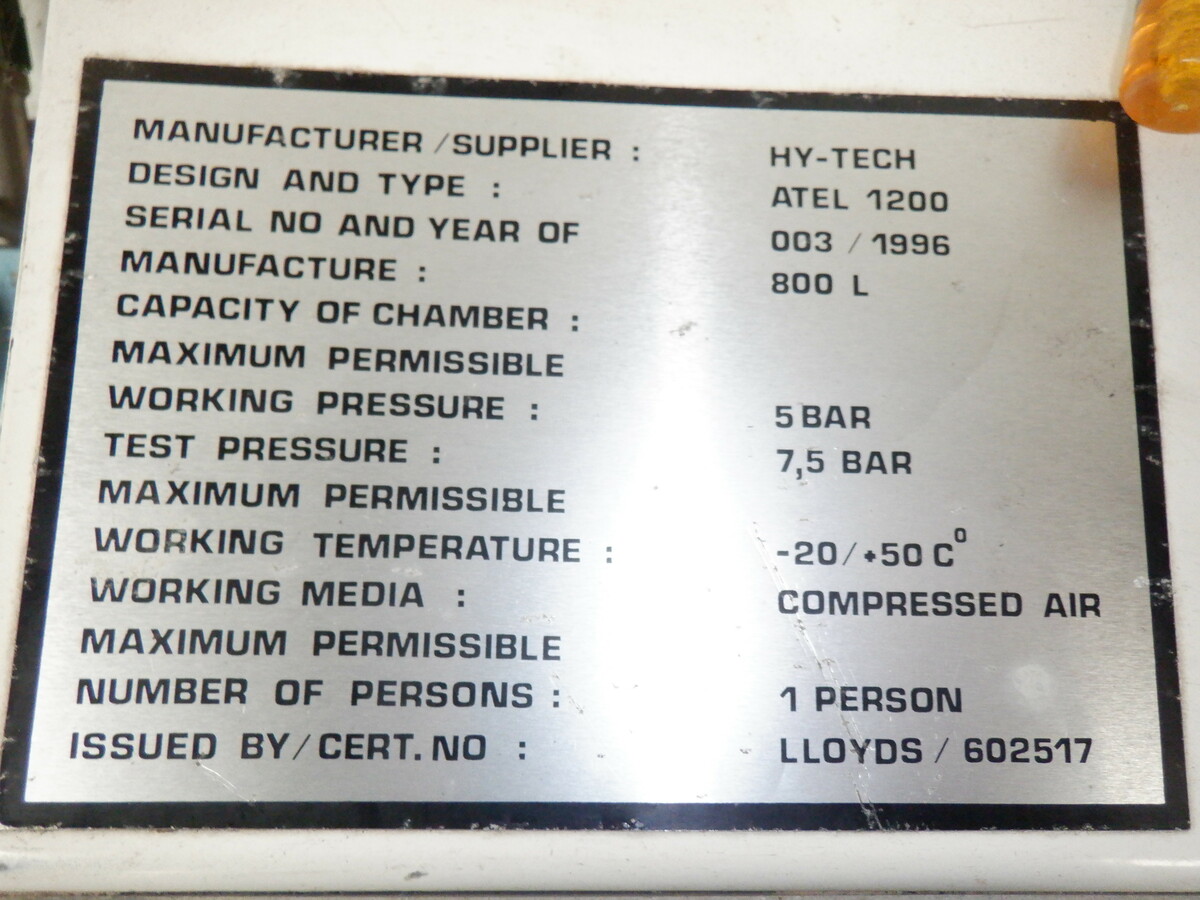 MANUFACTURER / SUPPLIER : HY-TECH
DESIGN AND TYPE : ATEL 1200
SERIAL NO AND YEAR OF 003 / 1996
MANUFACTURE : 800 L
CAPACITY OF CHAMBER :
MAXIMUM PERMISSIBLE
WORKING PRESSURE : 5 BAR
TEST PRESSURE : 7,5 BAR
MAXIMUM PERMISSIBLE
WORKING TEMPERATURE : -20/+50 C°
WORKING MEDIA : COMPRESSED AIR
MAXIMUM PERMISSIBLE
NUMBER OF PERSONS : 1 PERSON
ISSUED BY/CERT. NO : LLOYDS / 602517